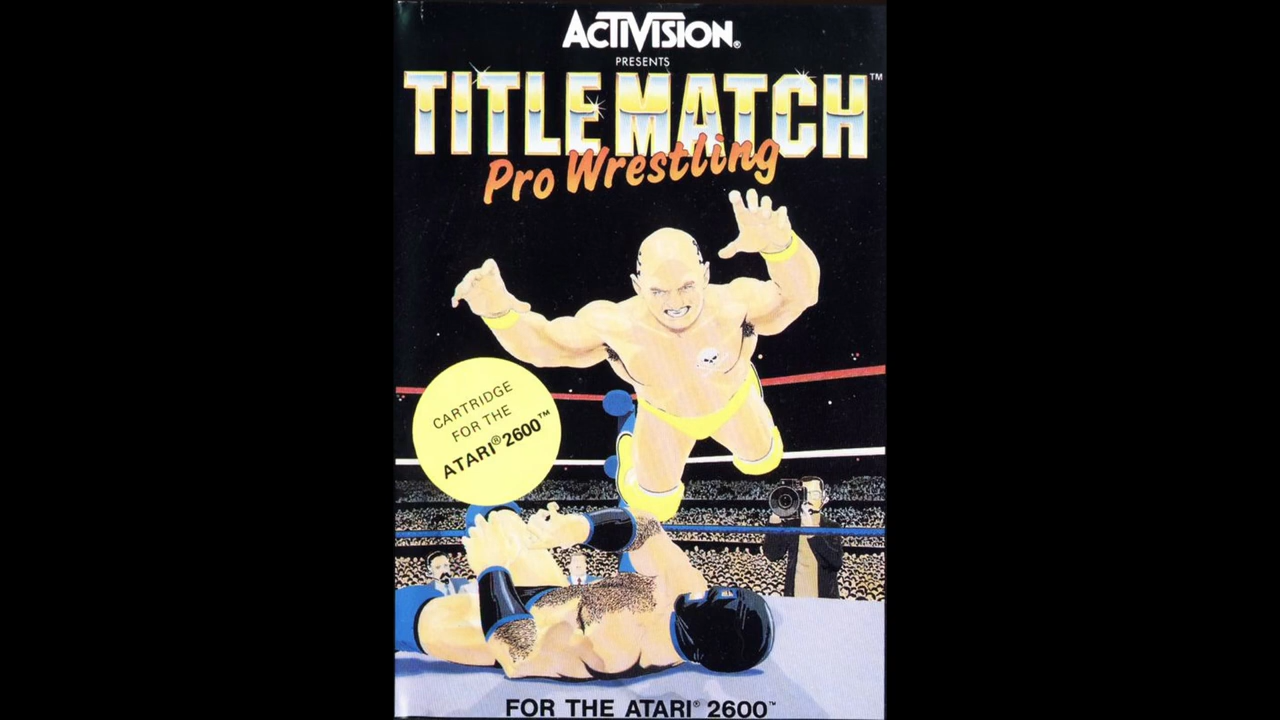 ACTIVISION®
PRESENTS
TITLE MATCH™
Pro Wrestling
CARTRIDGE
FOR THE
ATARI® 2600™
FOR THE ATARI® 2600™